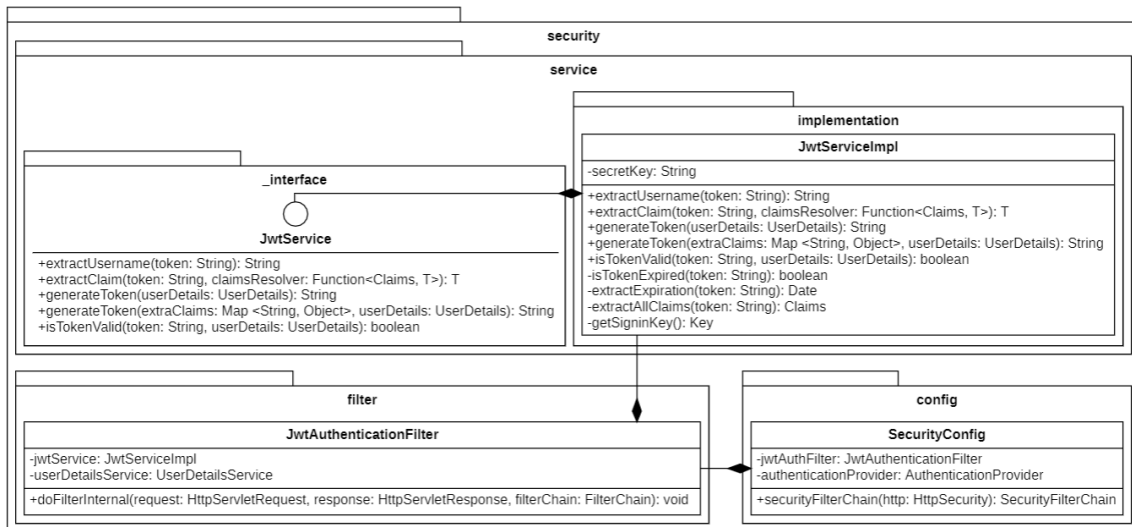 security
service
implementation
JwtServiceImpl
-secretKey: String
+extractUsername(token: String): String
+extractClaim(token: String, claimsResolver: Function<Claims, T>): T
+generateToken(userDetails: UserDetails): String
+generateToken(extraClaims: Map <String, Object>, userDetails: UserDetails): String
+isTokenValid(token: String, userDetails: UserDetails): boolean
-isTokenExpired(token: String): boolean
-extractExpiration(token: String): Date
-extractAllClaims(token: String): Claims
-getSigninKey(): Key
_interface
JwtService
+extractUsername(token: String): String
+extractClaim(token: String, claimsResolver: Function<Claims, T>): T
+generateToken(userDetails: UserDetails): String
+generateToken(extraClaims: Map <String, Object>, userDetails: UserDetails): String
+isTokenValid(token: String, userDetails: UserDetails): boolean
filter
JwtAuthenticationFilter
-jwtService: JwtServiceImpl
-userDetailsService: UserDetailsService
+doFilterInternal(request: HttpServletRequest, response: HttpServletResponse, filterChain: FilterChain): void
config
SecurityConfig
-jwtAuthFilter: JwtAuthenticationFilter
-authenticationProvider: AuthenticationProvider
+securityFilterChain(http: HttpSecurity): SecurityFilterChain